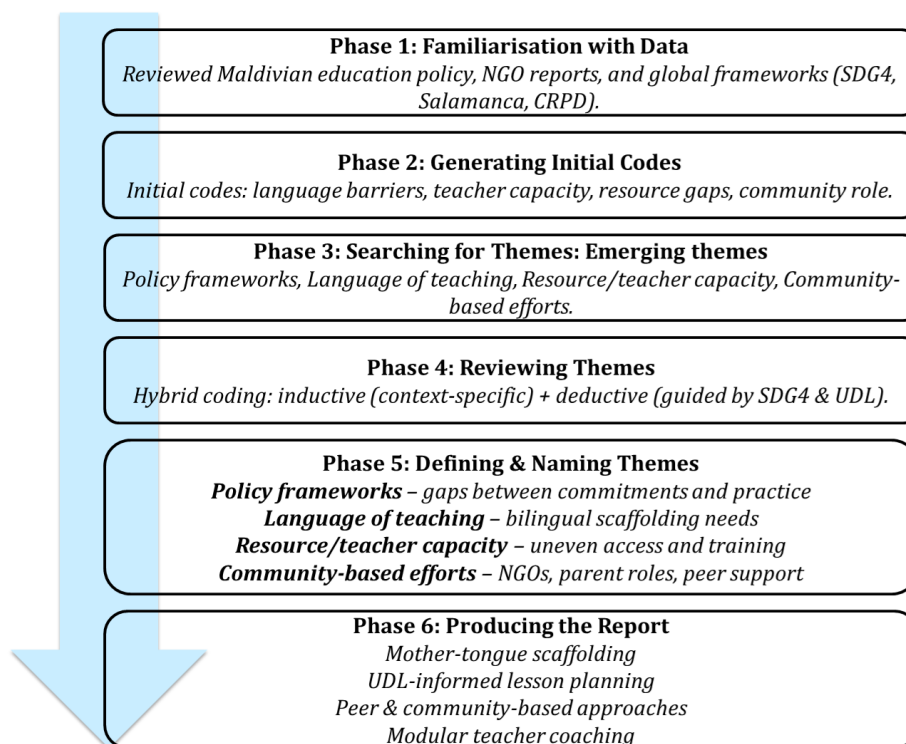 Phase 1: Familiarisation with Data
Reviewed Maldivian education policy, NGO reports, and global frameworks (SDG4,
Salamanca, CRPD).
Phase 2: Generating Initial Codes
Initial codes: language barriers, teacher capacity, resource gaps, community role.
Phase 3: Searching for Themes: Emerging themes
Policy frameworks, Language of teaching, Resource/teacher capacity, Community-
based efforts.
Phase 4: Reviewing Themes
Hybrid coding: inductive (context-specific) + deductive (guided by SDG4 & UDL).
Phase 5: Defining & Naming Themes
Policy frameworks – gaps between commitments and practice
Language of teaching – bilingual scaffolding needs
Resource/teacher capacity – uneven access and training
Community-based efforts – NGOs, parent roles, peer support
Phase 6: Producing the Report
Mother-tongue scaffolding
UDL-informed lesson planning
Peer & community-based approaches
Modular teacher coaching